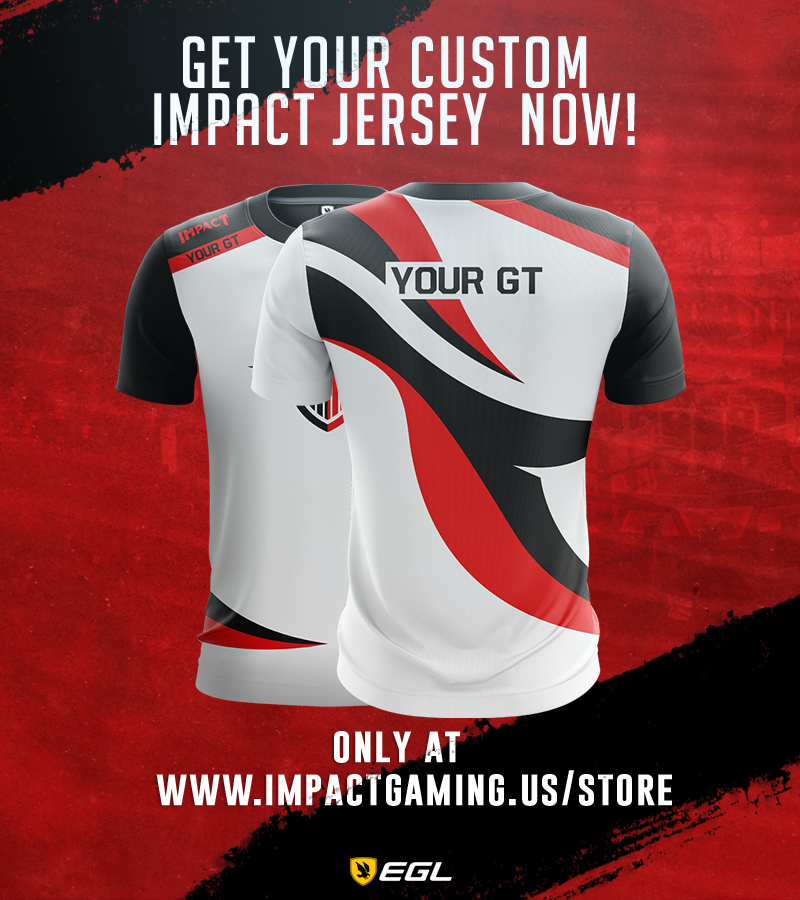 GET YOUR CUSTOM
IMPACT JERSEY NOW!
IMPACT
YOUR GT
YOUR GT
ONLY AT
WWW.IMPACTGAMING.US/STORE
EGL